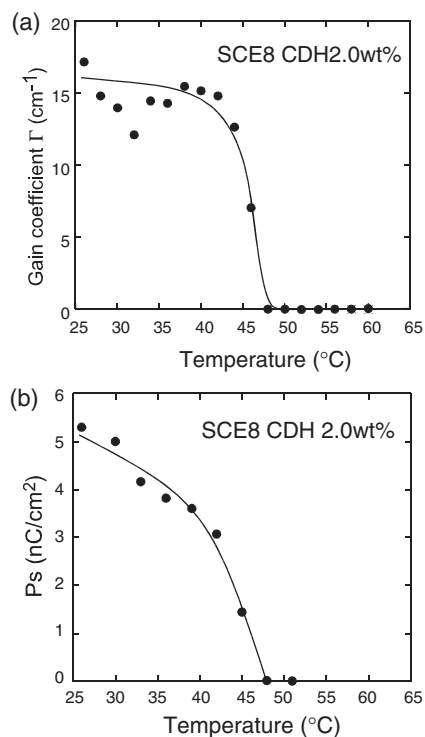 (a)
20
SCE8 CDH2.0wt%
15
10
5
0
Gain coefficient Γ (cm-1)
25 30 35 40 45 50 55 60 65
Temperature (°C)
(b)
6
SCE8 CDH 2.0wt%
5
4
3
2
1
0
Ps (nC/cm2)
25 30 35 40 45 50 55 60 65
Temperature (°C)